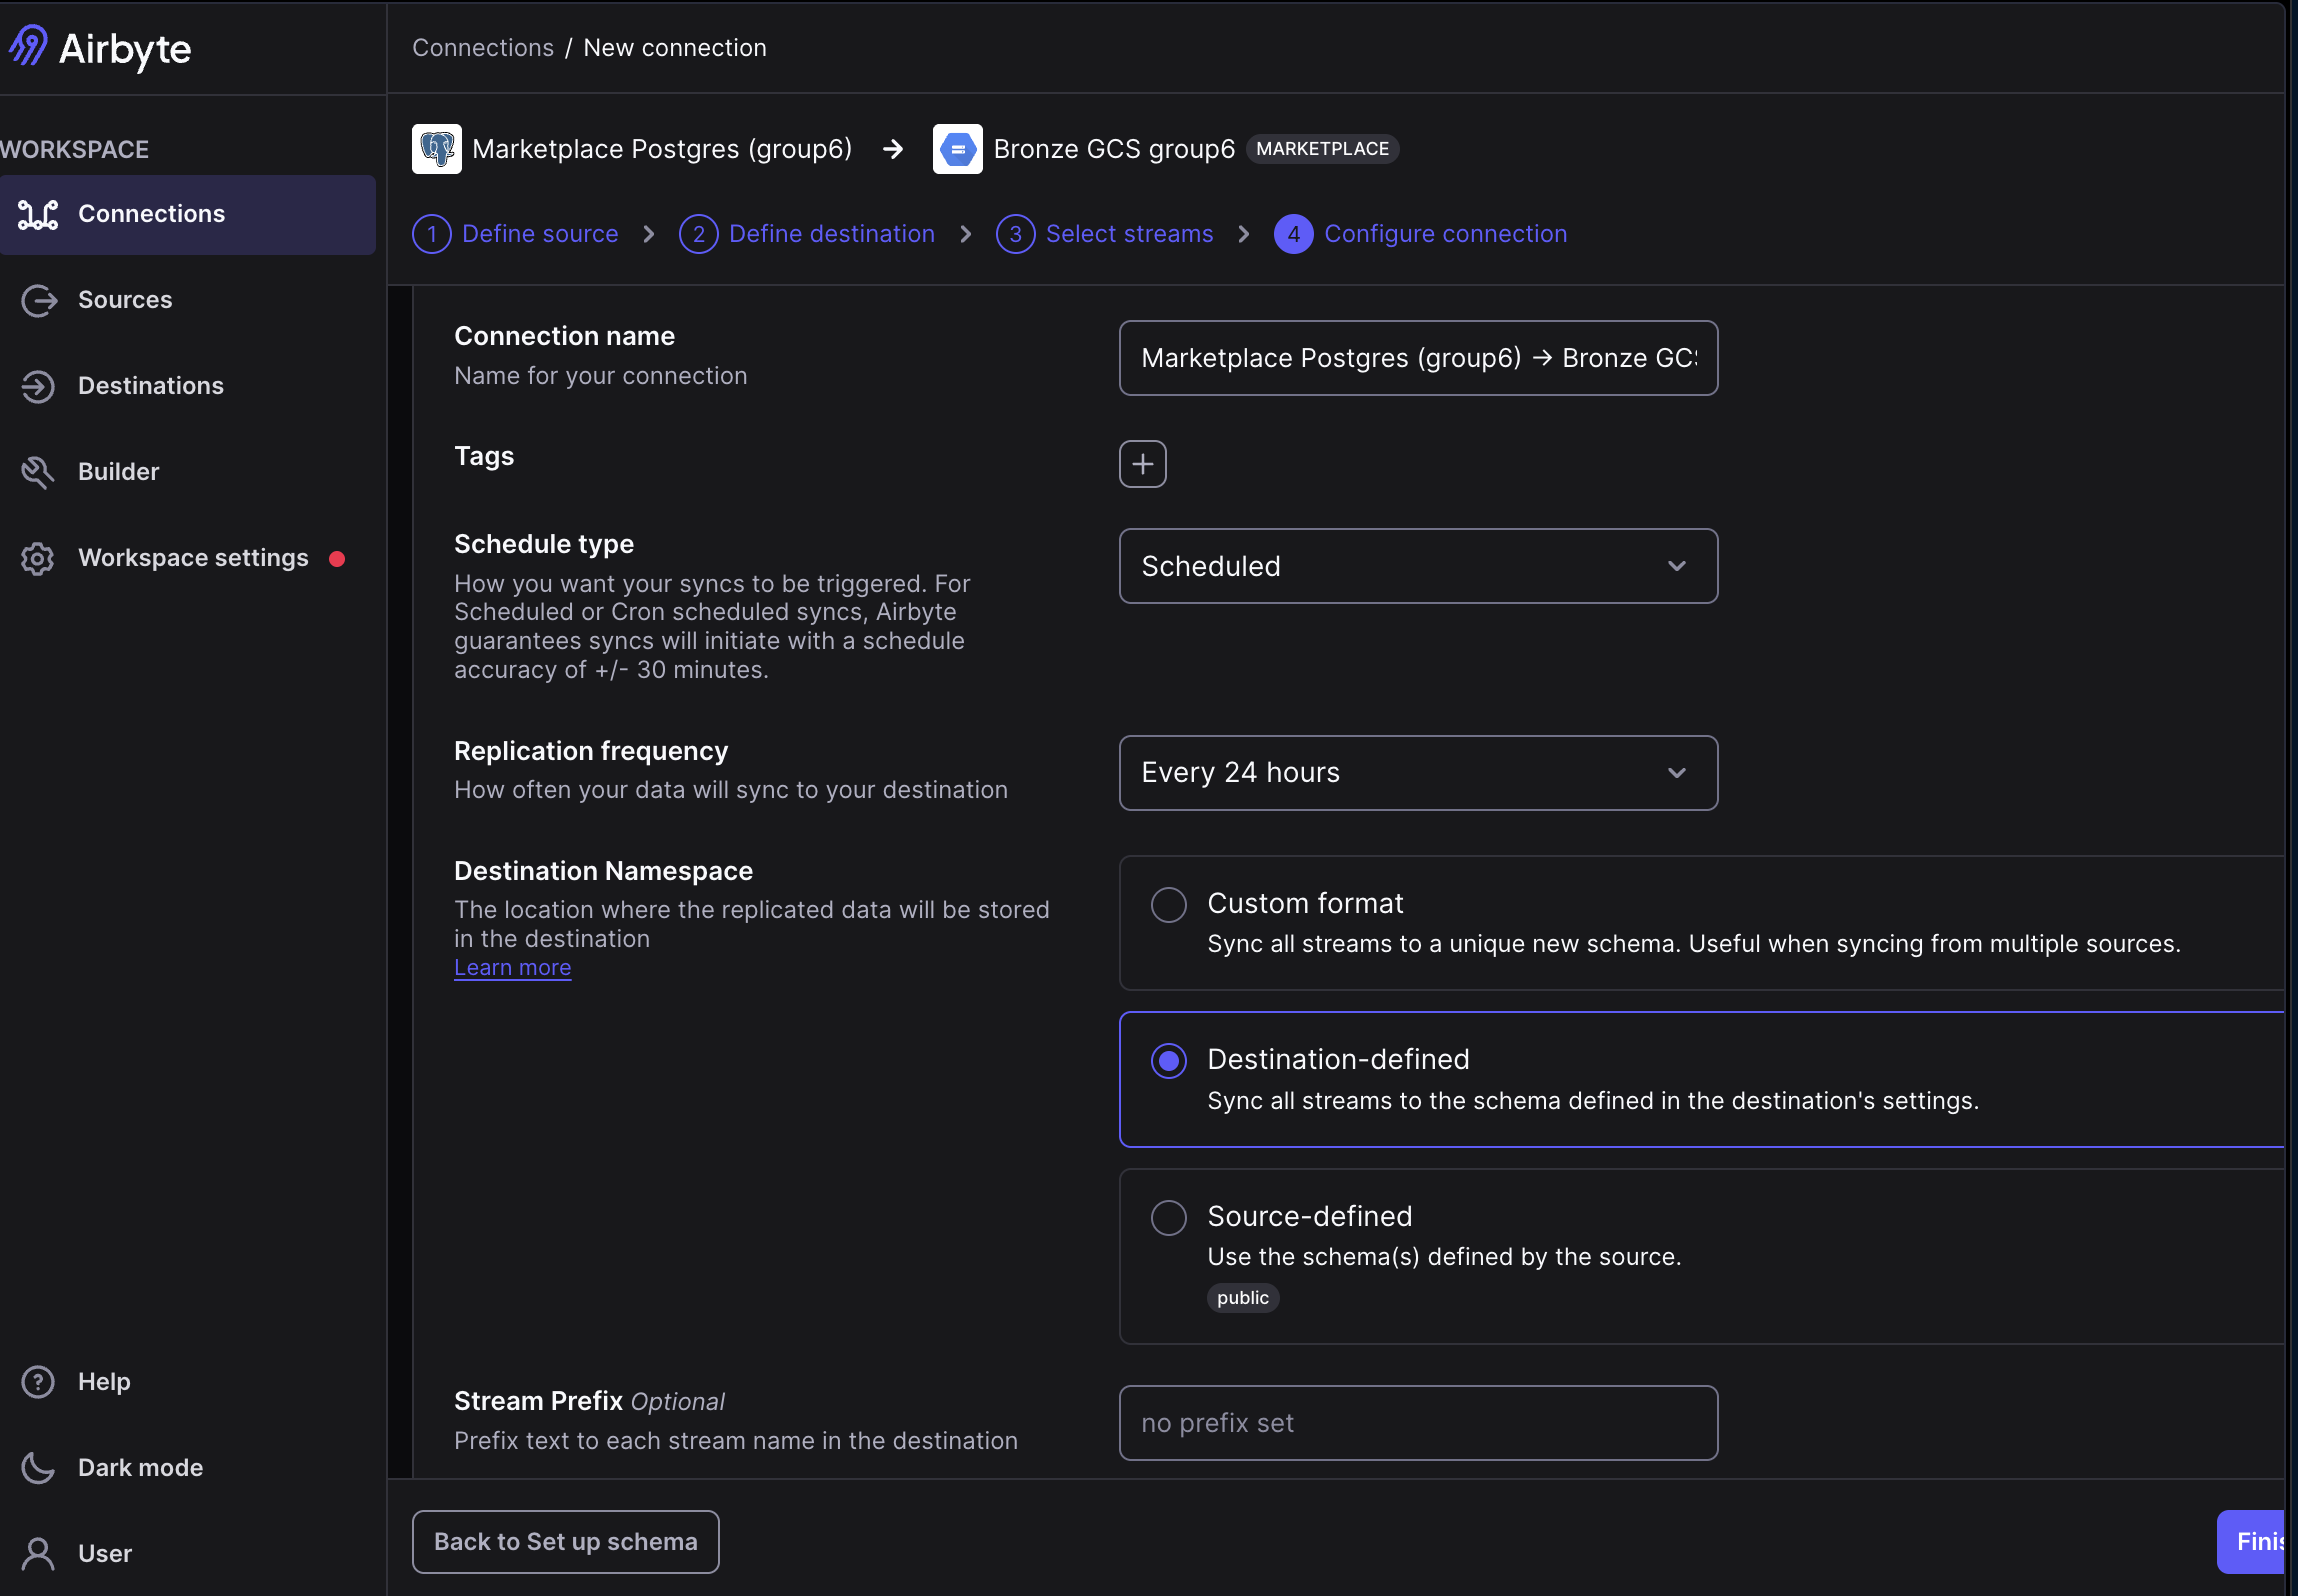 Airbyte
WORKSPACE
Connections
Sources
Destinations
Builder
Workspace settings
Help
Dark mode
User
Connections / New connection
Marketplace Postgres (group6) → Bronze GCS group6 MARKETPLACE
1 Define source > 2 Define destination > 3 Select streams > 4 Configure connection
Connection name
Name for your connection
Marketplace Postgres (group6) → Bronze GCS
Tags
Schedule type
How you want your syncs to be triggered. For
Scheduled or Cron scheduled syncs, Airbyte
guarantees syncs will initiate with a schedule
accuracy of +/- 30 minutes.
Scheduled
Replication frequency
How often your data will sync to your destination
Every 24 hours
Destination Namespace
The location where the replicated data will be stored
in the destination
Learn more
Custom format
Sync all streams to a unique new schema. Useful when syncing from multiple sources.
Destination-defined
Sync all streams to the schema defined in the destination's settings.
Source-defined
Use the schema(s) defined by the source.
public
Stream Prefix Optional
Prefix text to each stream name in the destination
no prefix set
Back to Set up schema
Finis